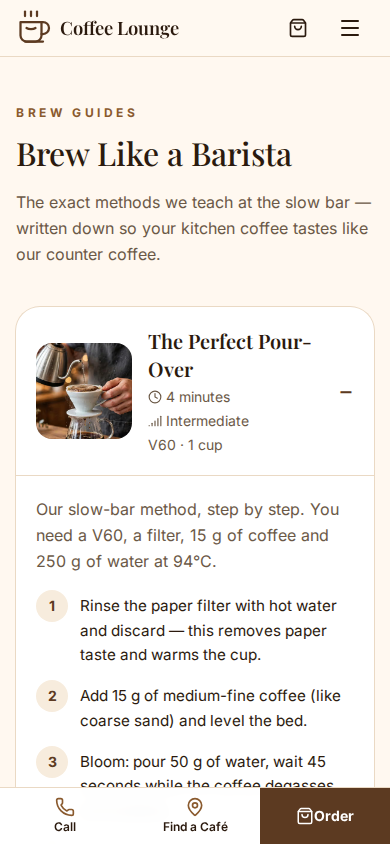 Coffee Lounge
BREW GUIDES
Brew Like a Barista
The exact methods we teach at the slow bar —
written down so your kitchen coffee tastes like
our counter coffee.
The Perfect Pour-
Over
4 minutes
Intermediate
V60 · 1 cup
Our slow-bar method, step by step. You
need a V60, a filter, 15 g of coffee and
250 g of water at 94°C.
1 Rinse the paper filter with hot water
and discard — this removes paper
taste and warms the cup.
2 Add 15 g of medium-fine coffee (like
coarse sand) and level the bed.
3 Bloom: pour 50 g of water, wait 45
seconds while the coffee degasses
Call
Find a Café
Order